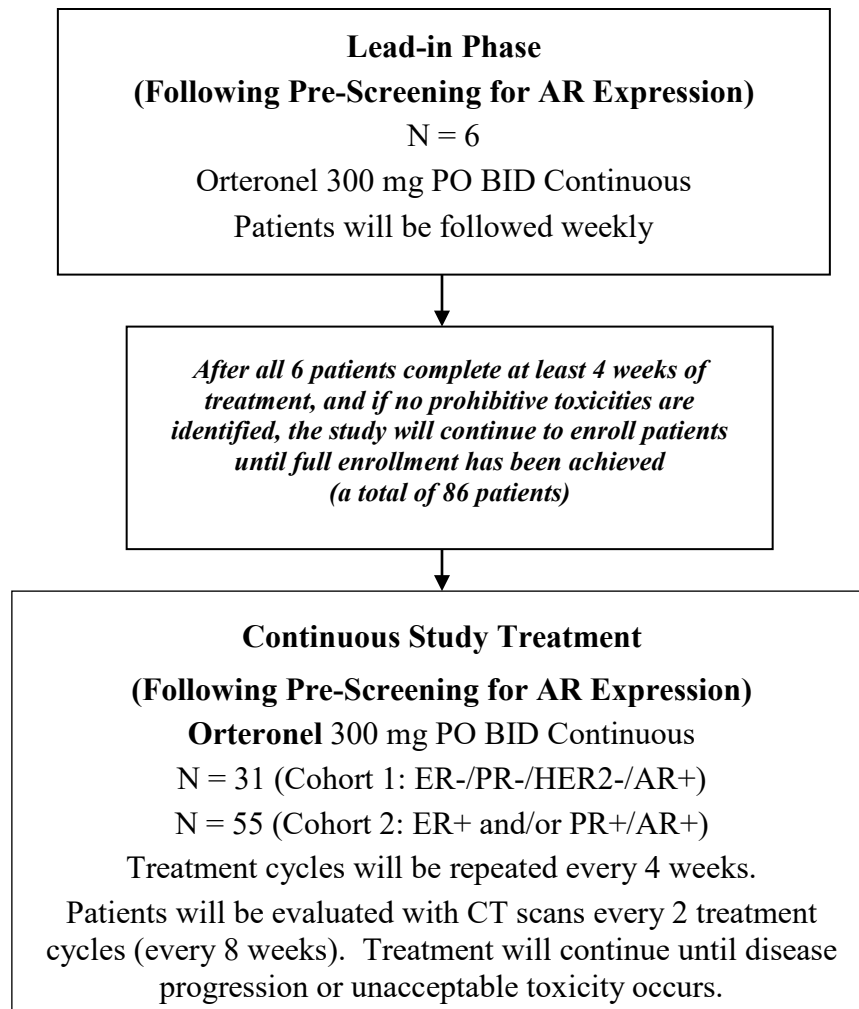 Lead-in Phase
(Following Pre-Screening for AR Expression)
N = 6
Orteronel 300 mg PO BID Continuous
Patients will be followed weekly
After all 6 patients complete at least 4 weeks of
treatment, and if no prohibitive toxicities are
identified, the study will continue to enroll patients
until full enrollment has been achieved
(a total of 86 patients)
Continuous Study Treatment
(Following Pre-Screening for AR Expression)
Orteronel 300 mg PO BID Continuous
N = 31 (Cohort 1: ER-/PR-/HER2-/AR+)
N = 55 (Cohort 2: ER+ and/or PR+/AR+)
Treatment cycles will be repeated every 4 weeks.
Patients will be evaluated with CT scans every 2 treatment
cycles (every 8 weeks).  Treatment will continue until disease
progression or unacceptable toxicity occurs.